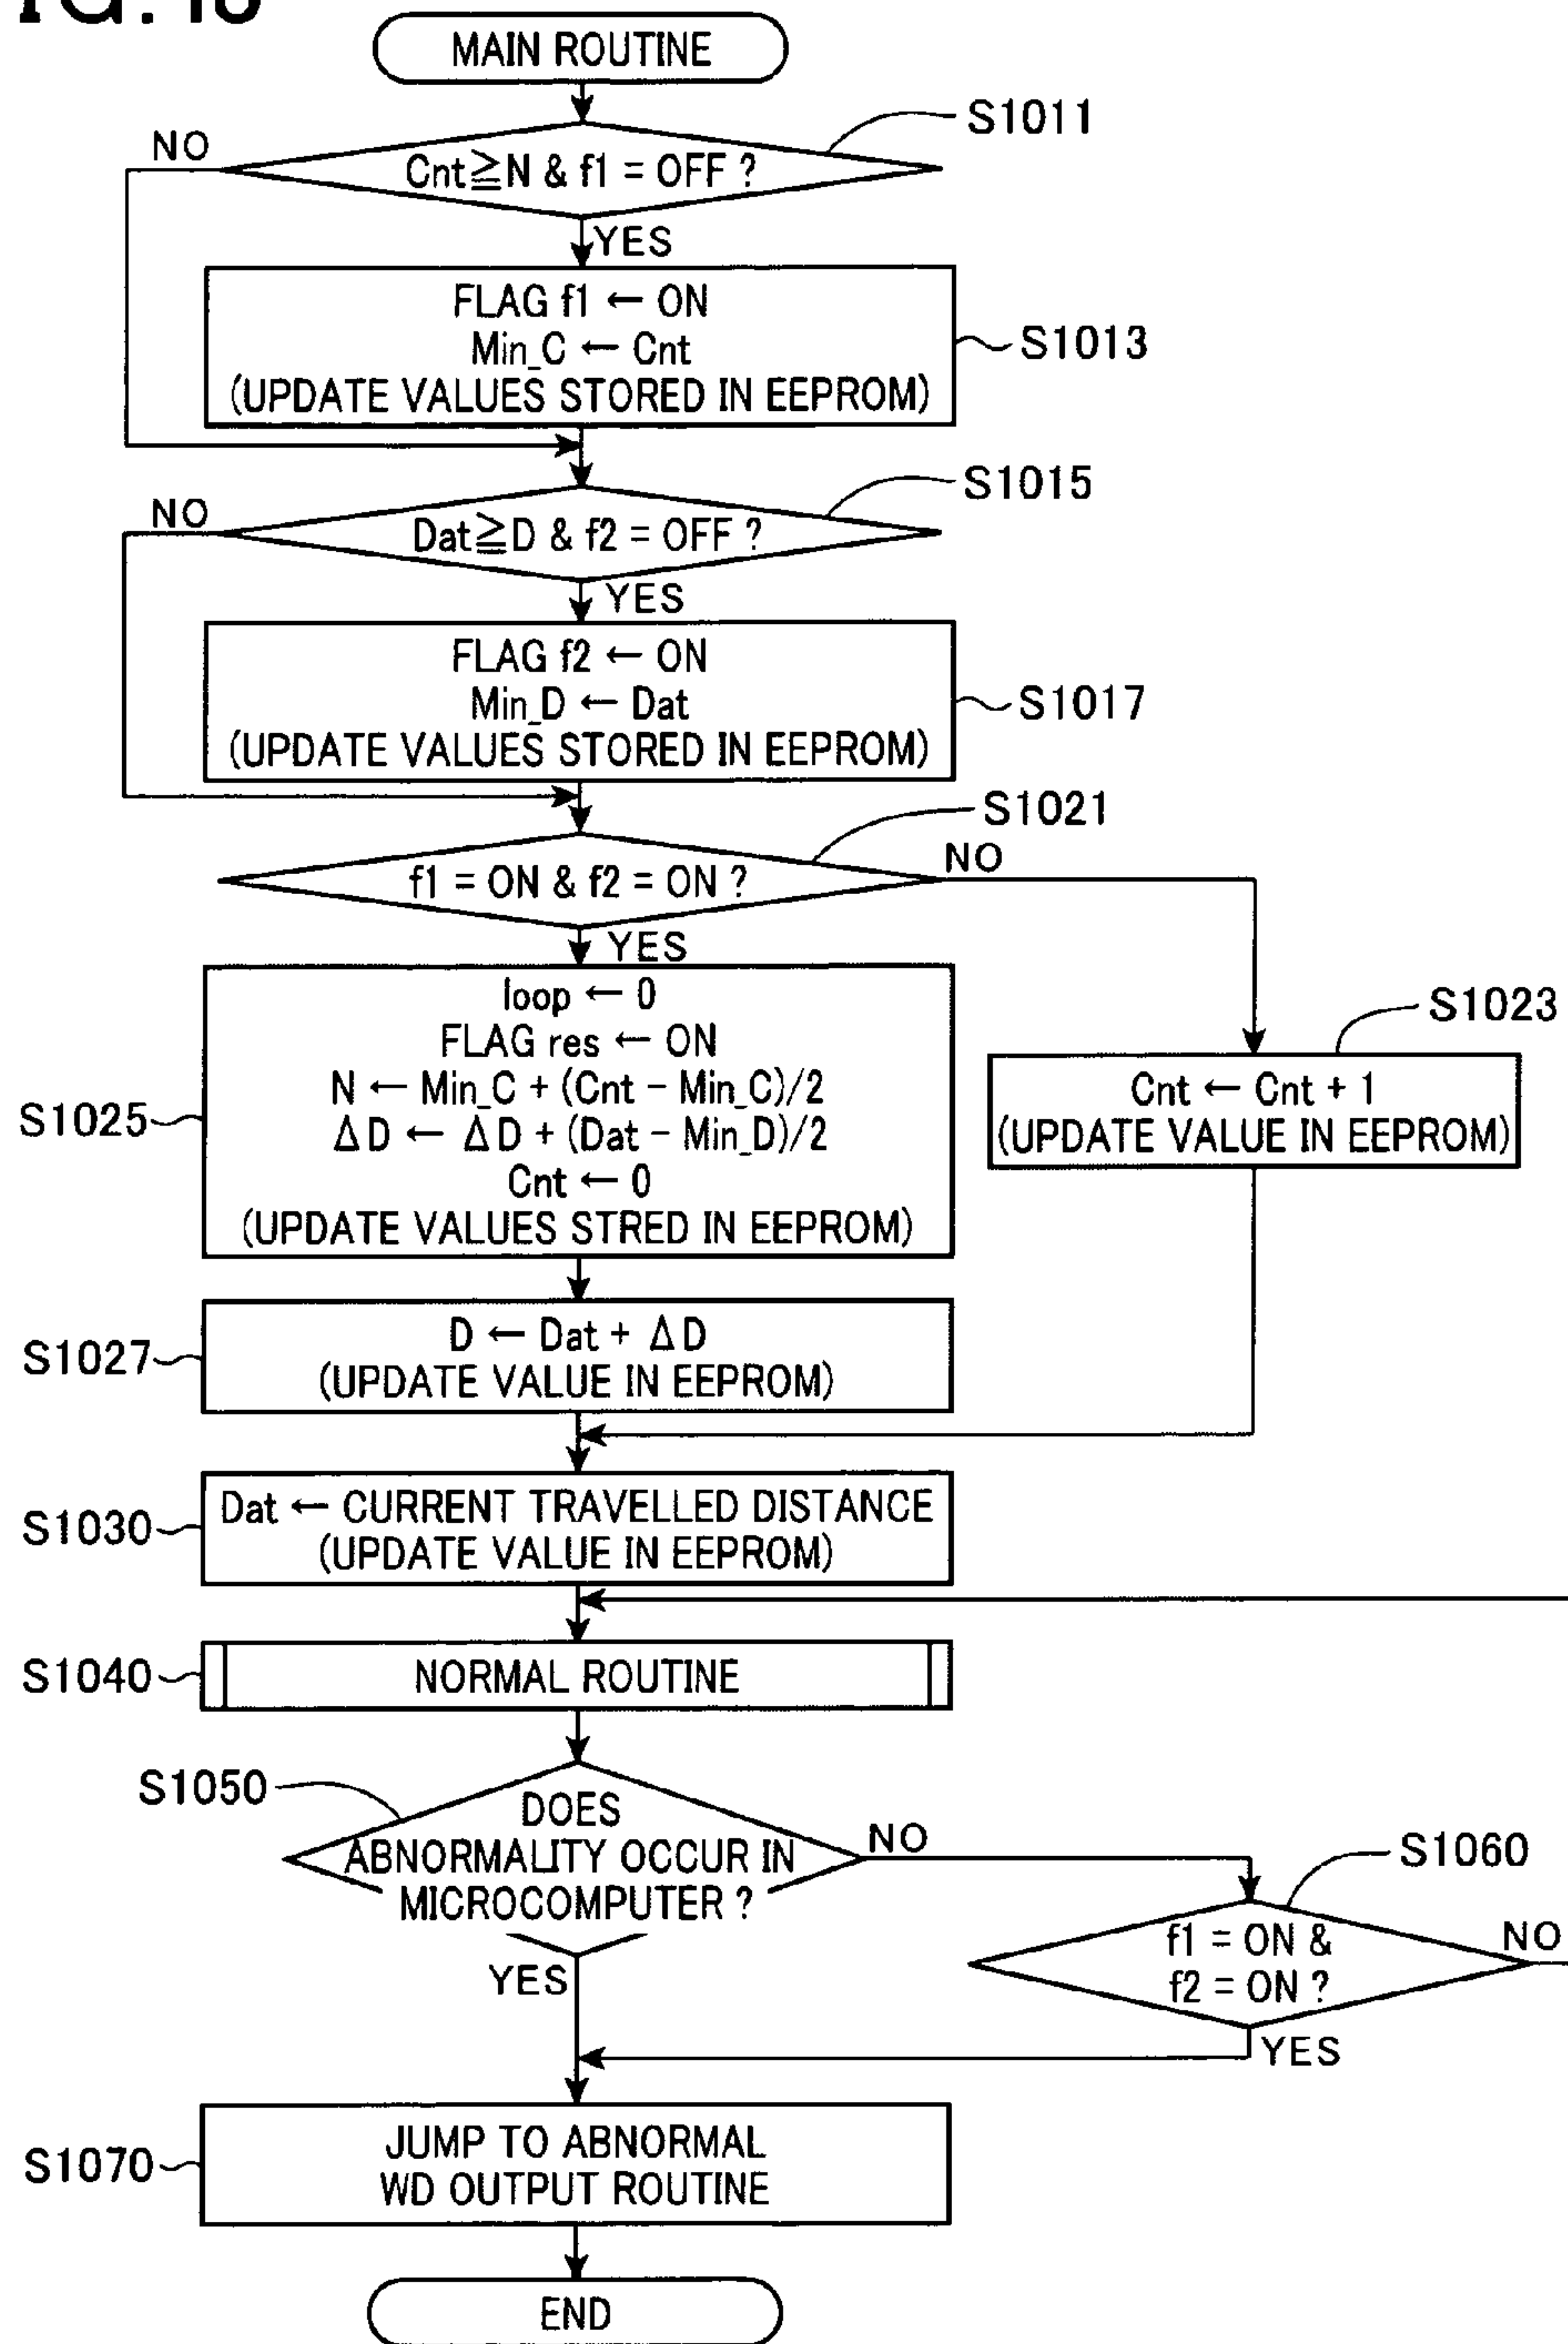 MAIN ROUTINE
S1011
NO
Cnt≧N & f1 = OFF ?
YES
FLAG f1 ← ON
Min_C ← Cnt
(UPDATE VALUES STORED IN EEPROM)
S1013
S1015
NO
Dat≧D & f2 = OFF ?
YES
FLAG f2 ← ON
Min_D ← Dat
(UPDATE VALUES STORED IN EEPROM)
S1017
S1021
f1 = ON & f2 = ON ?
NO
YES
S1025
loop ← 0
FLAG res ← ON
N ← Min_C + (Cnt - Min_C)/2
ΔD ← ΔD + (Dat - Min_D)/2
Cnt ← 0
(UPDATE VALUES STRED IN EEPROM)
S1023
Cnt ← Cnt + 1
(UPDATE VALUE IN EEPROM)
S1027
D ← Dat + ΔD
(UPDATE VALUE IN EEPROM)
S1030
Dat ← CURRENT TRAVELLED DISTANCE
(UPDATE VALUE IN EEPROM)
S1040
NORMAL ROUTINE
S1050
DOES
ABNORMALITY OCCUR IN
MICROCOMPUTER ?
NO
YES
S1060
f1 = ON &
f2 = ON ?
NO
YES
S1070
JUMP TO ABNORMAL
WD OUTPUT ROUTINE
END